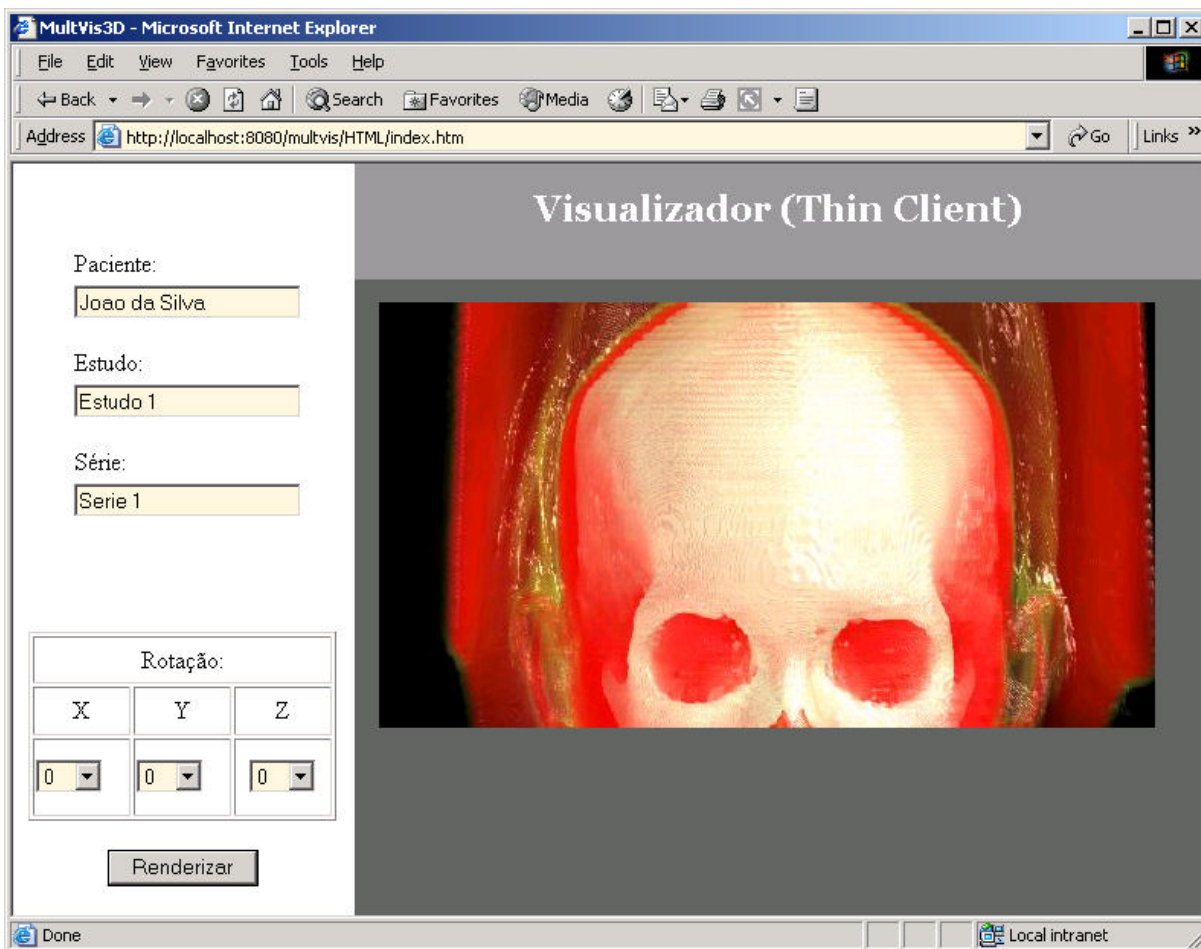 MultVis3D - Microsoft Internet Explorer
File Edit View Favorites Tools Help
Back Search Favorites Media
Address http://localhost:8080/multvis/HTML/index.htm Go Links »
Visualizador (Thin Client)
Paciente:
Joao da Silva
Estudo:
Estudo 1
Série:
Serie 1
Rotação:
X Y Z
0 0 0
Renderizar
Done Local intranet